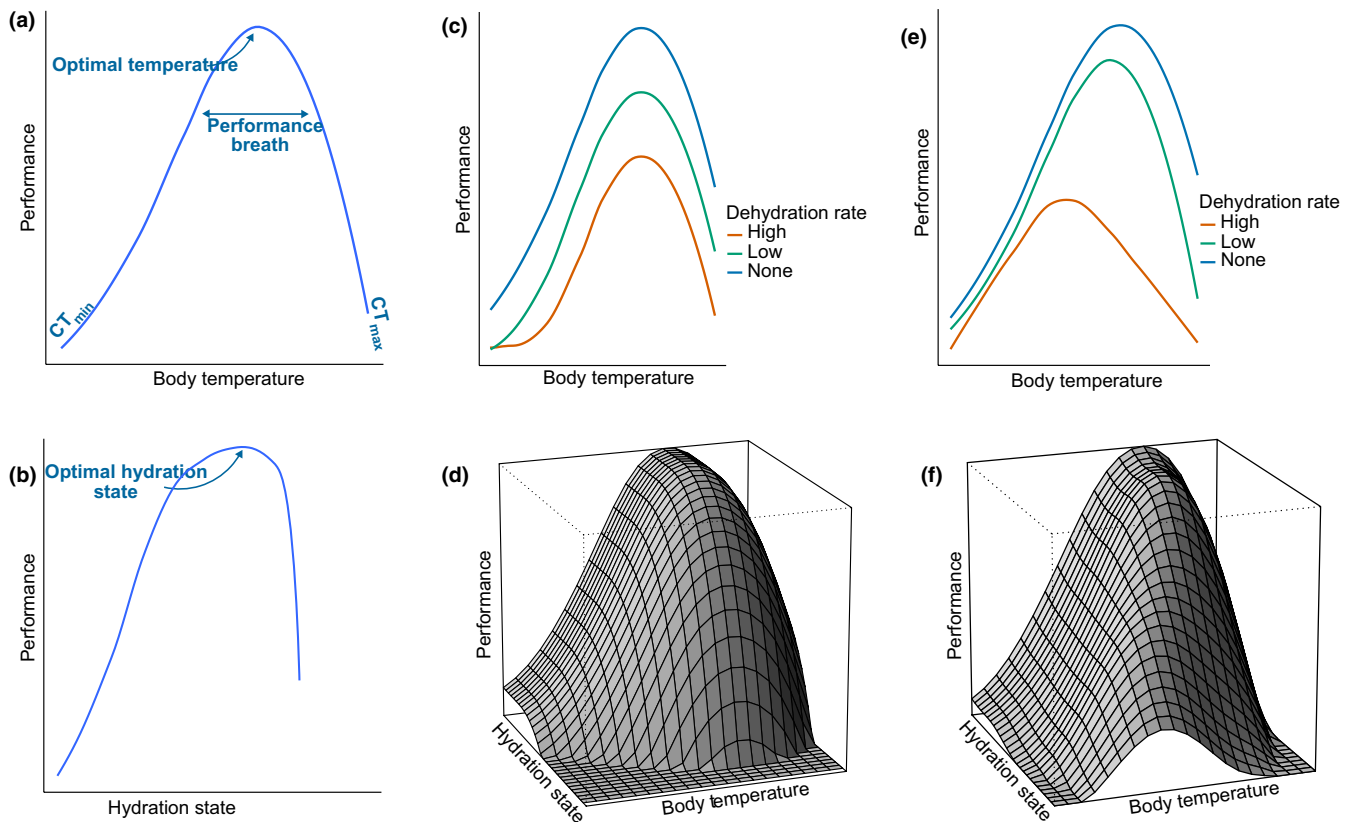 (a)
Optimal temperature
Performance
breath
CT min
CT max
Performance
Body temperature
(b)
Optimal hydration
state
Performance
Hydration state
(c)
Performance
Dehydration rate
High
Low
None
Body temperature
(d)
Performance
Hydration state
Body temperature
(e)
Performance
Dehydration rate
High
Low
None
Body temperature
(f)
Performance
Hydration state
Body temperature